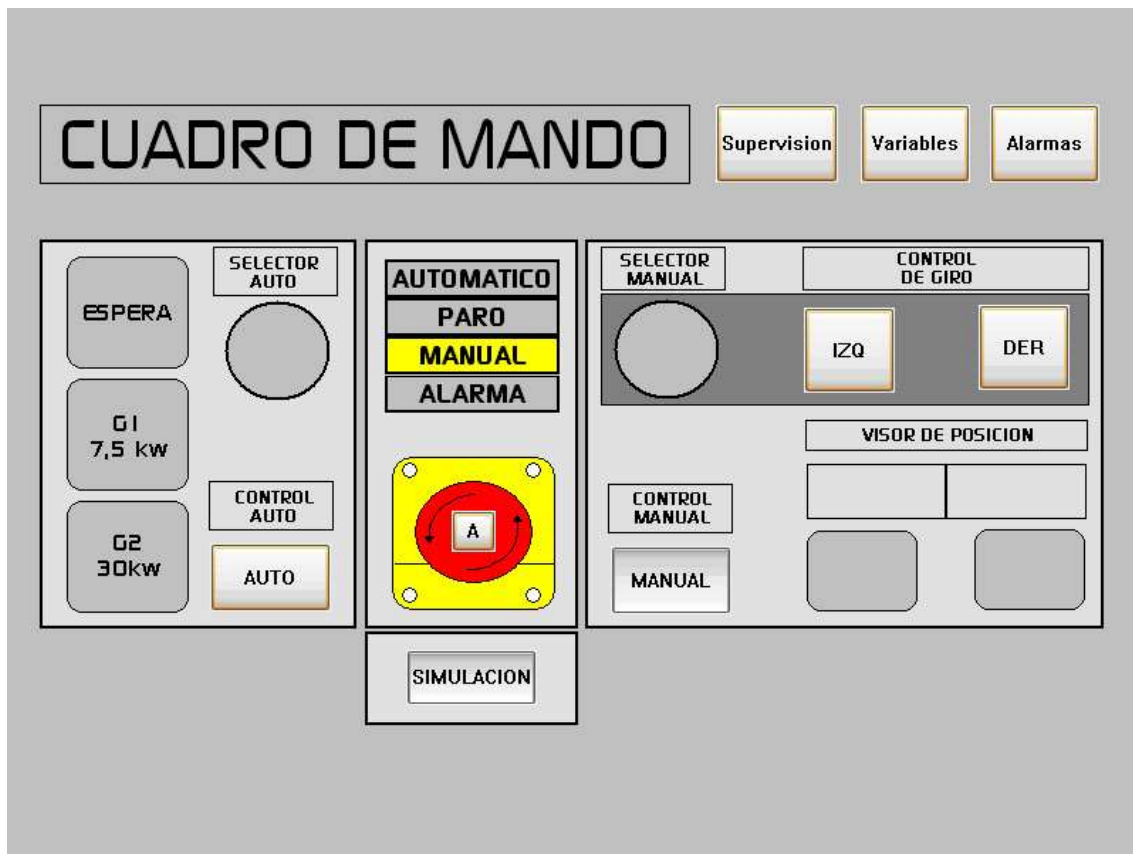 CUADRO DE MANDO
Supervision
Variables
Alarmas
ESPERA
G1
7,5 kw
G2
30kw
SELECTOR
AUTO
CONTROL
AUTO
AUTO
AUTOMATICO
PARO
MANUAL
ALARMA
A
SIMULACION
SELECTOR
MANUAL
CONTROL
DE GIRO
IZQ
DER
VISOR DE POSICION
CONTROL
MANUAL
MANUAL